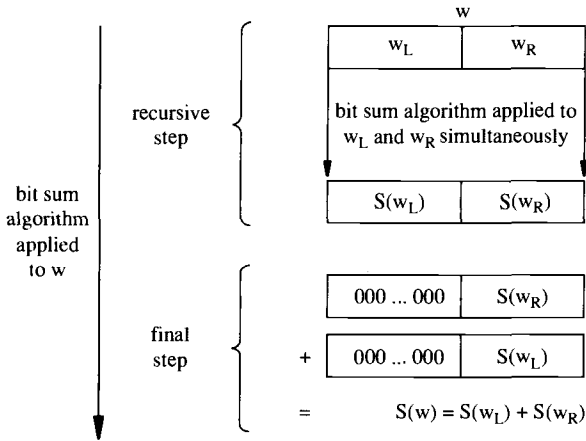 w
w_L w_R
recursive step
bit sum algorithm applied to
w_L and w_R simultaneously
S(w_L) S(w_R)
bit sum
algorithm
applied
to w
000 ... 000 S(w_R)
final
step
+ 000 ... 000 S(w_L)
= S(w) = S(w_L) + S(w_R)